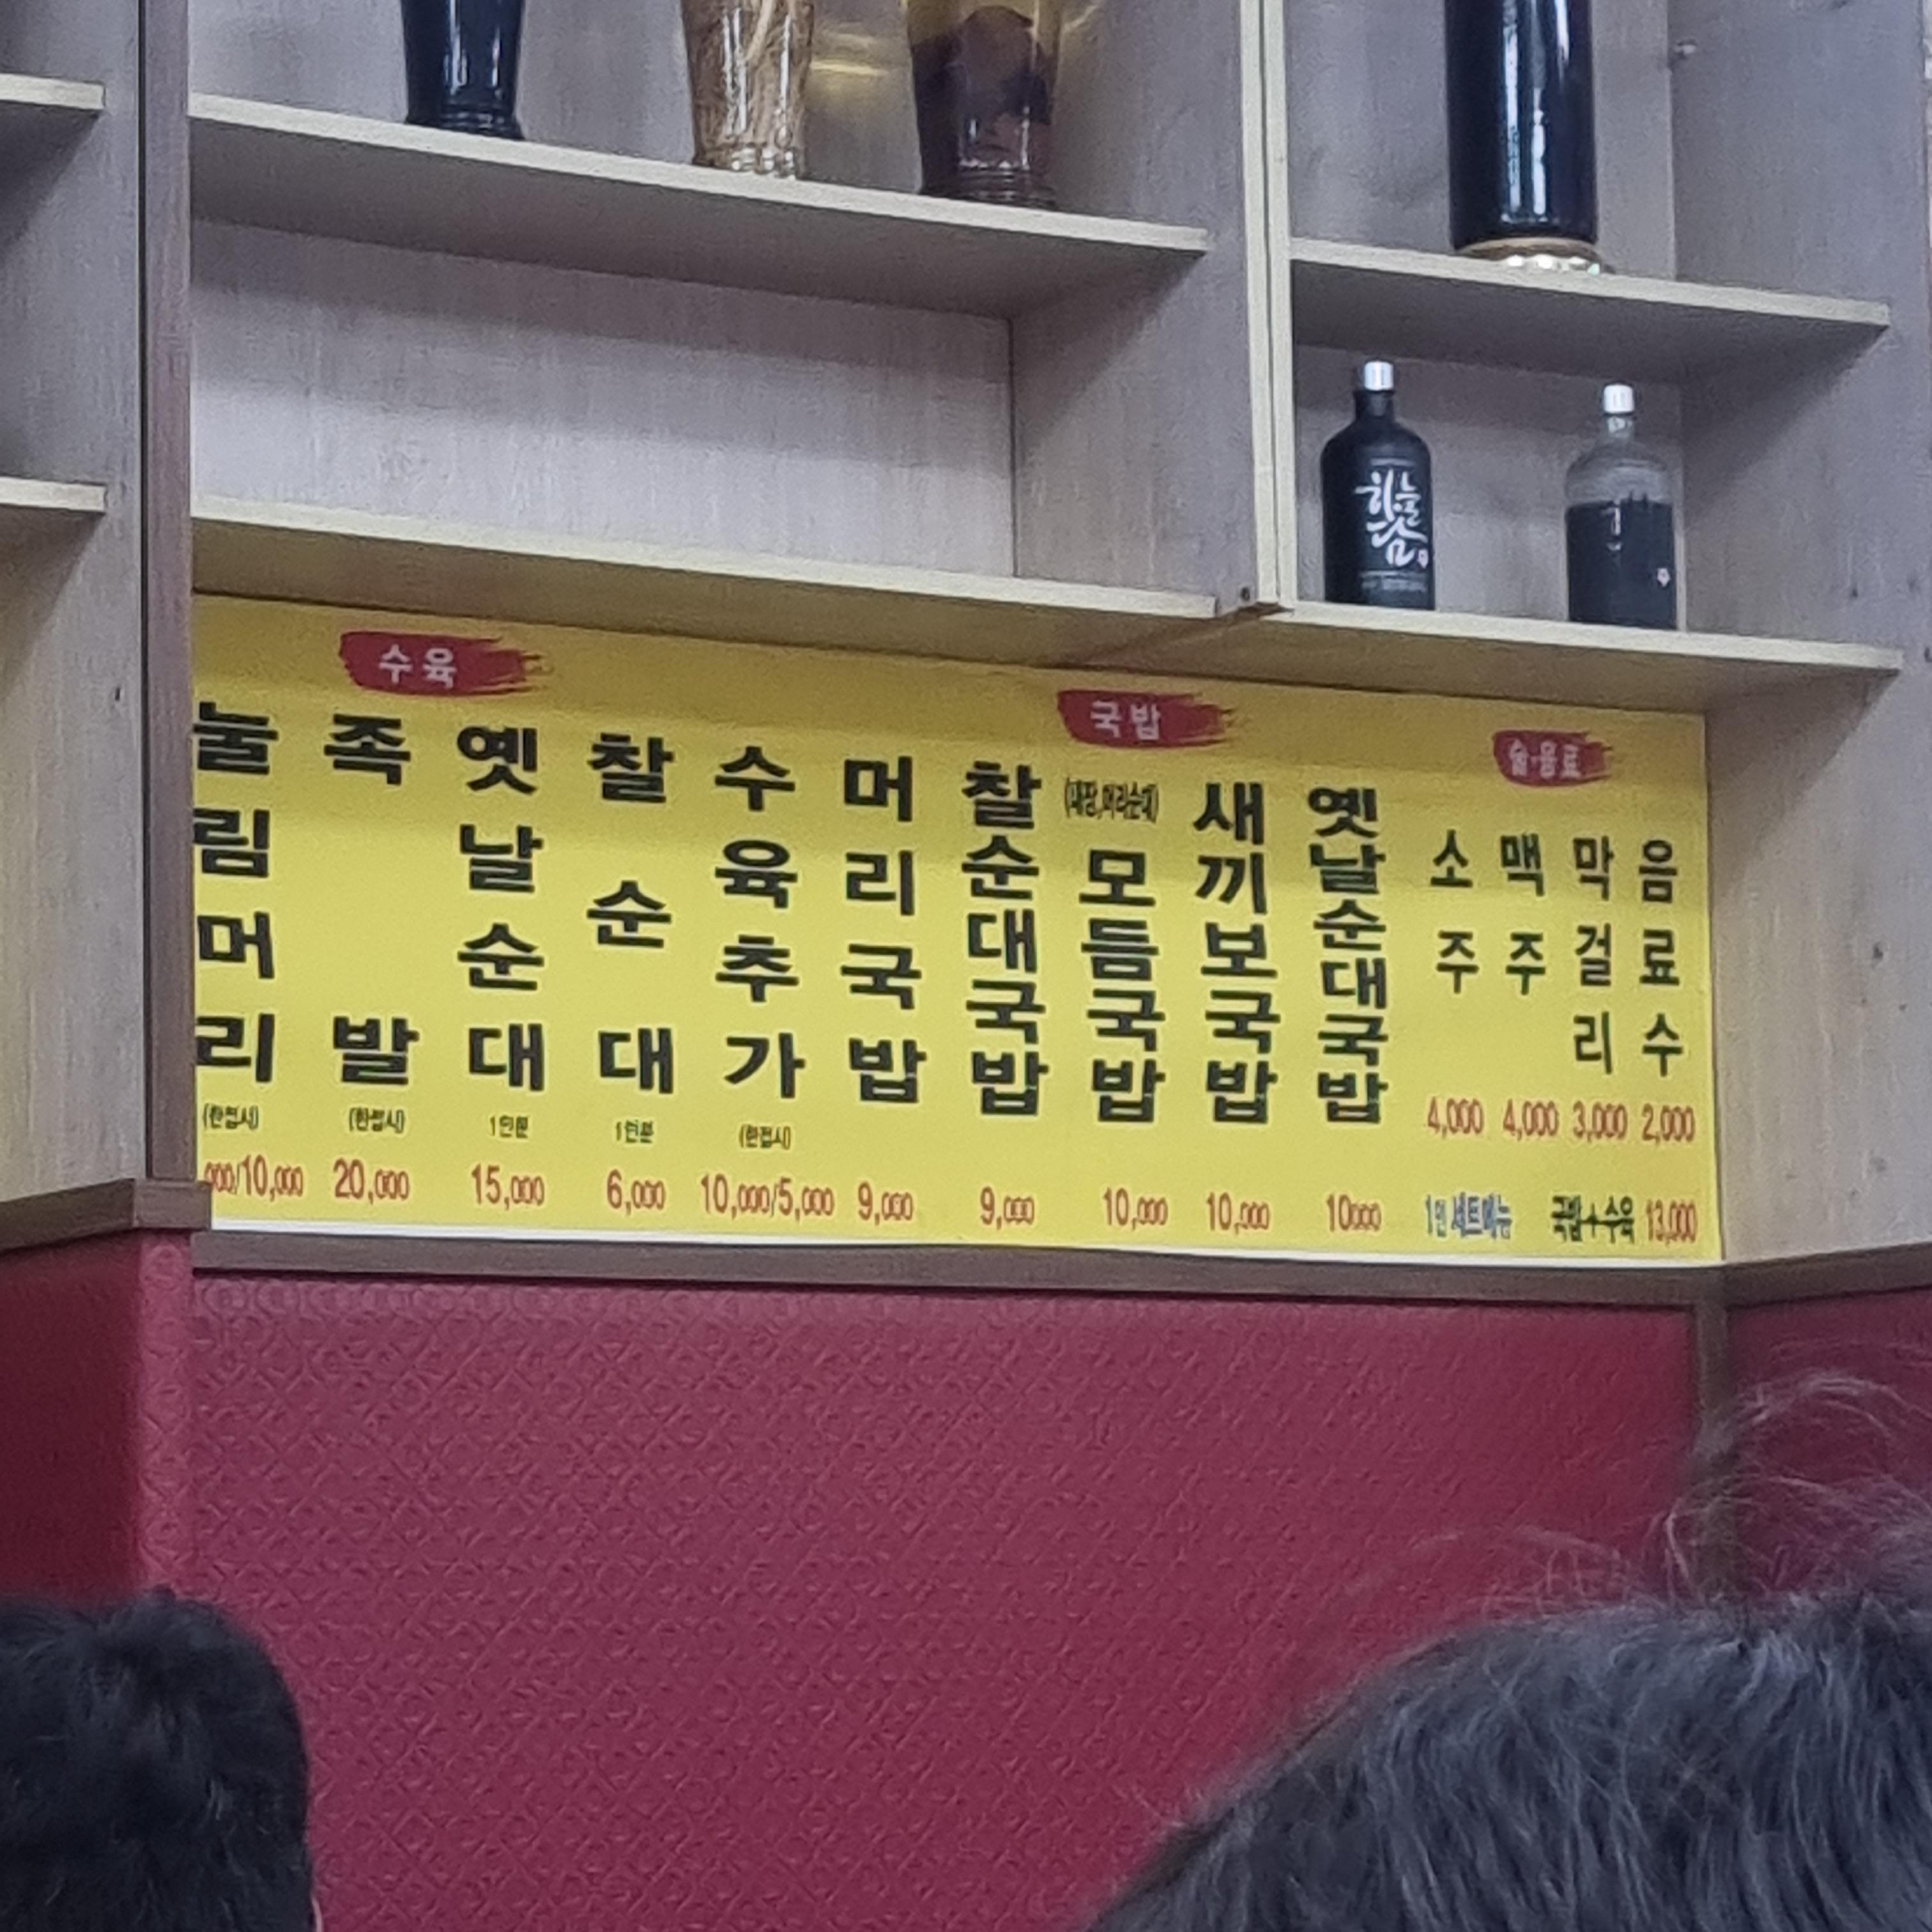 하늘담
수육
눌림머리 (한접시) 000/10,000
족발 (한접시) 20,000
옛날순대 1인분 15,000
찰순대 1인분 6,000
수육추가 (한접시) 10,000/5,000
국밥
머리국밥 9,000
찰순대국밥 9,000
(대창,머리순대) 모듬국밥 10,000
새끼보국밥 10,000
옛날순대국밥 10000
술·음료
소주 4,000
맥주 4,000
막걸리 3,000
음료수 2,000
1인 세트메뉴 국밥+수육 13,000